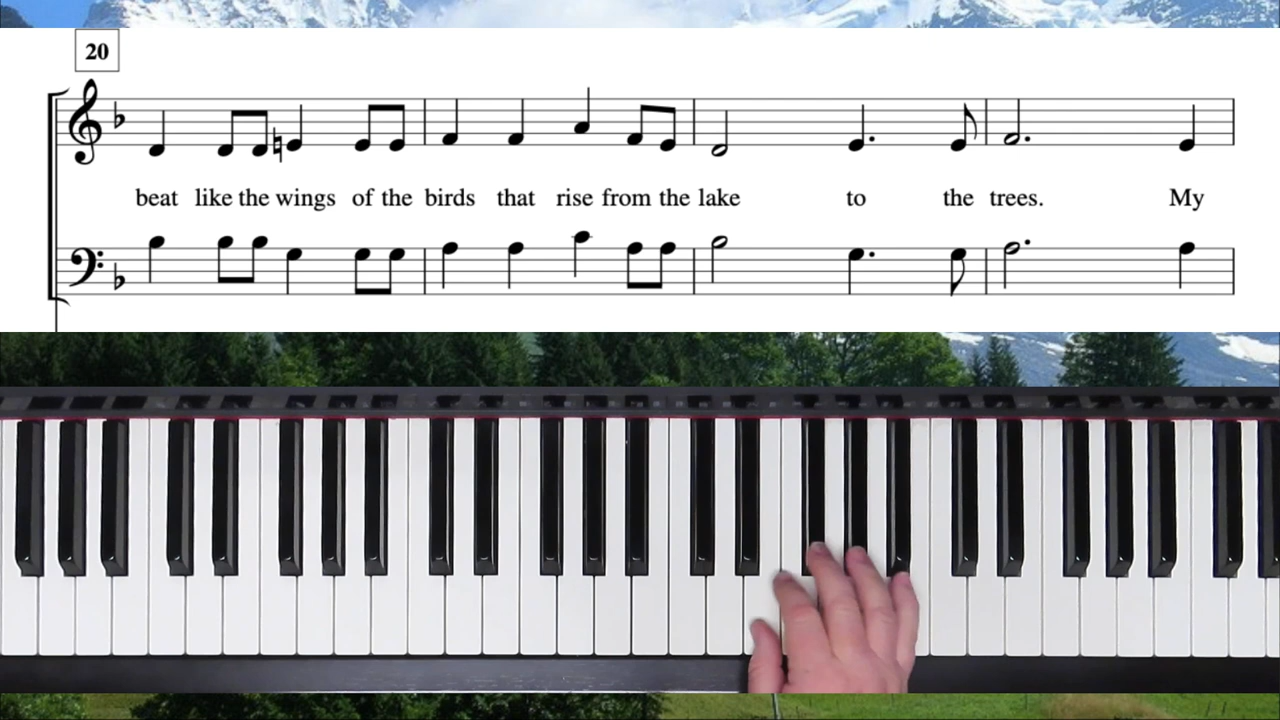 20
beat like the wings of the birds that rise from the lake to the trees. My